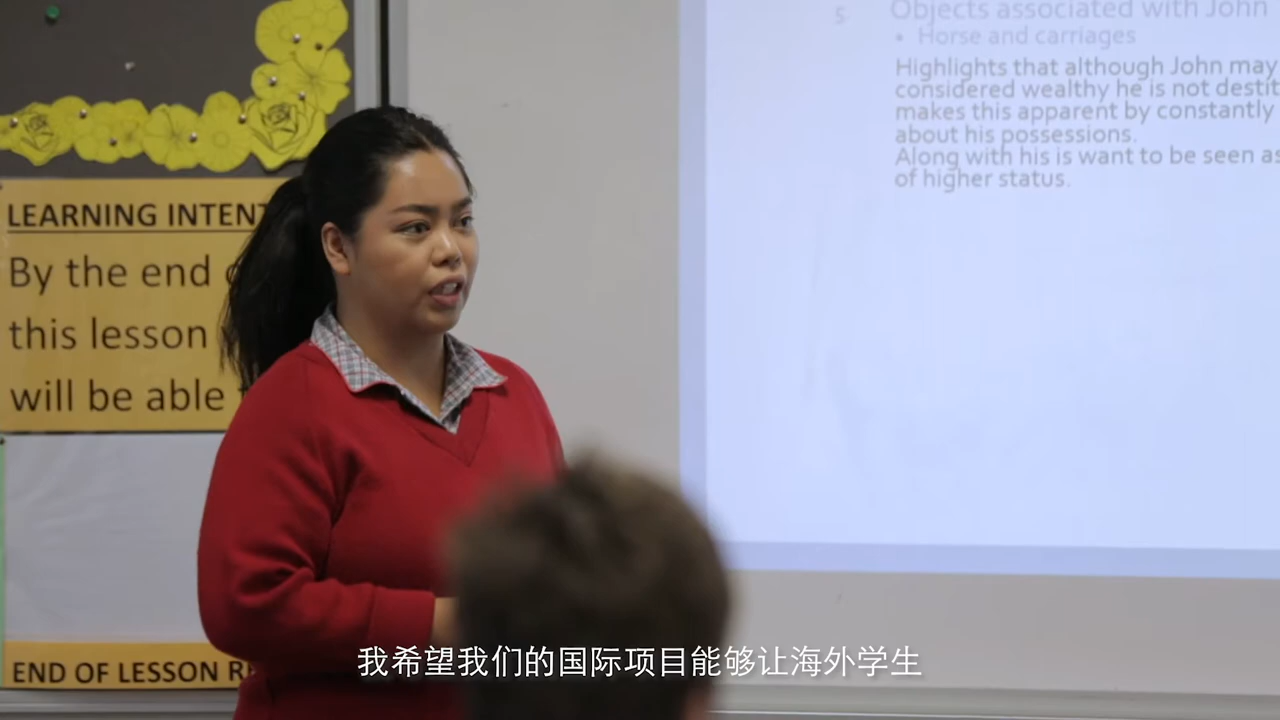 LEARNING INTENT
By the end
this lesson
will be able
END OF LESSON
5 Objects associated with John
• Horse and carriages
Highlights that although John may
considered wealthy he is not destit
makes this apparent by constantly
about his possessions.
Along with his is want to be seen as
of higher status.
我希望我们的国际项目能够让海外学生